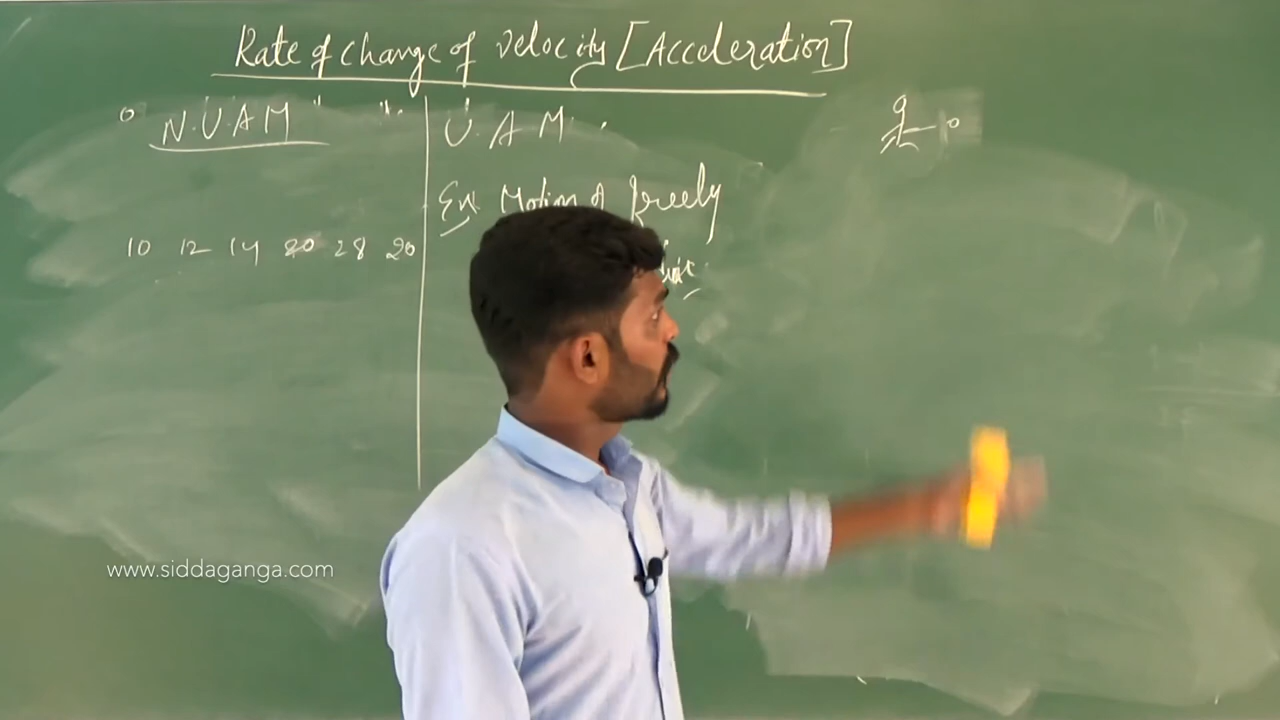 Rate of change of velocity [Acceleration]
N.U.A.M
10 12 14 20 28 20
U.A.M.
Ex Motion of freely
www.siddaganga.com